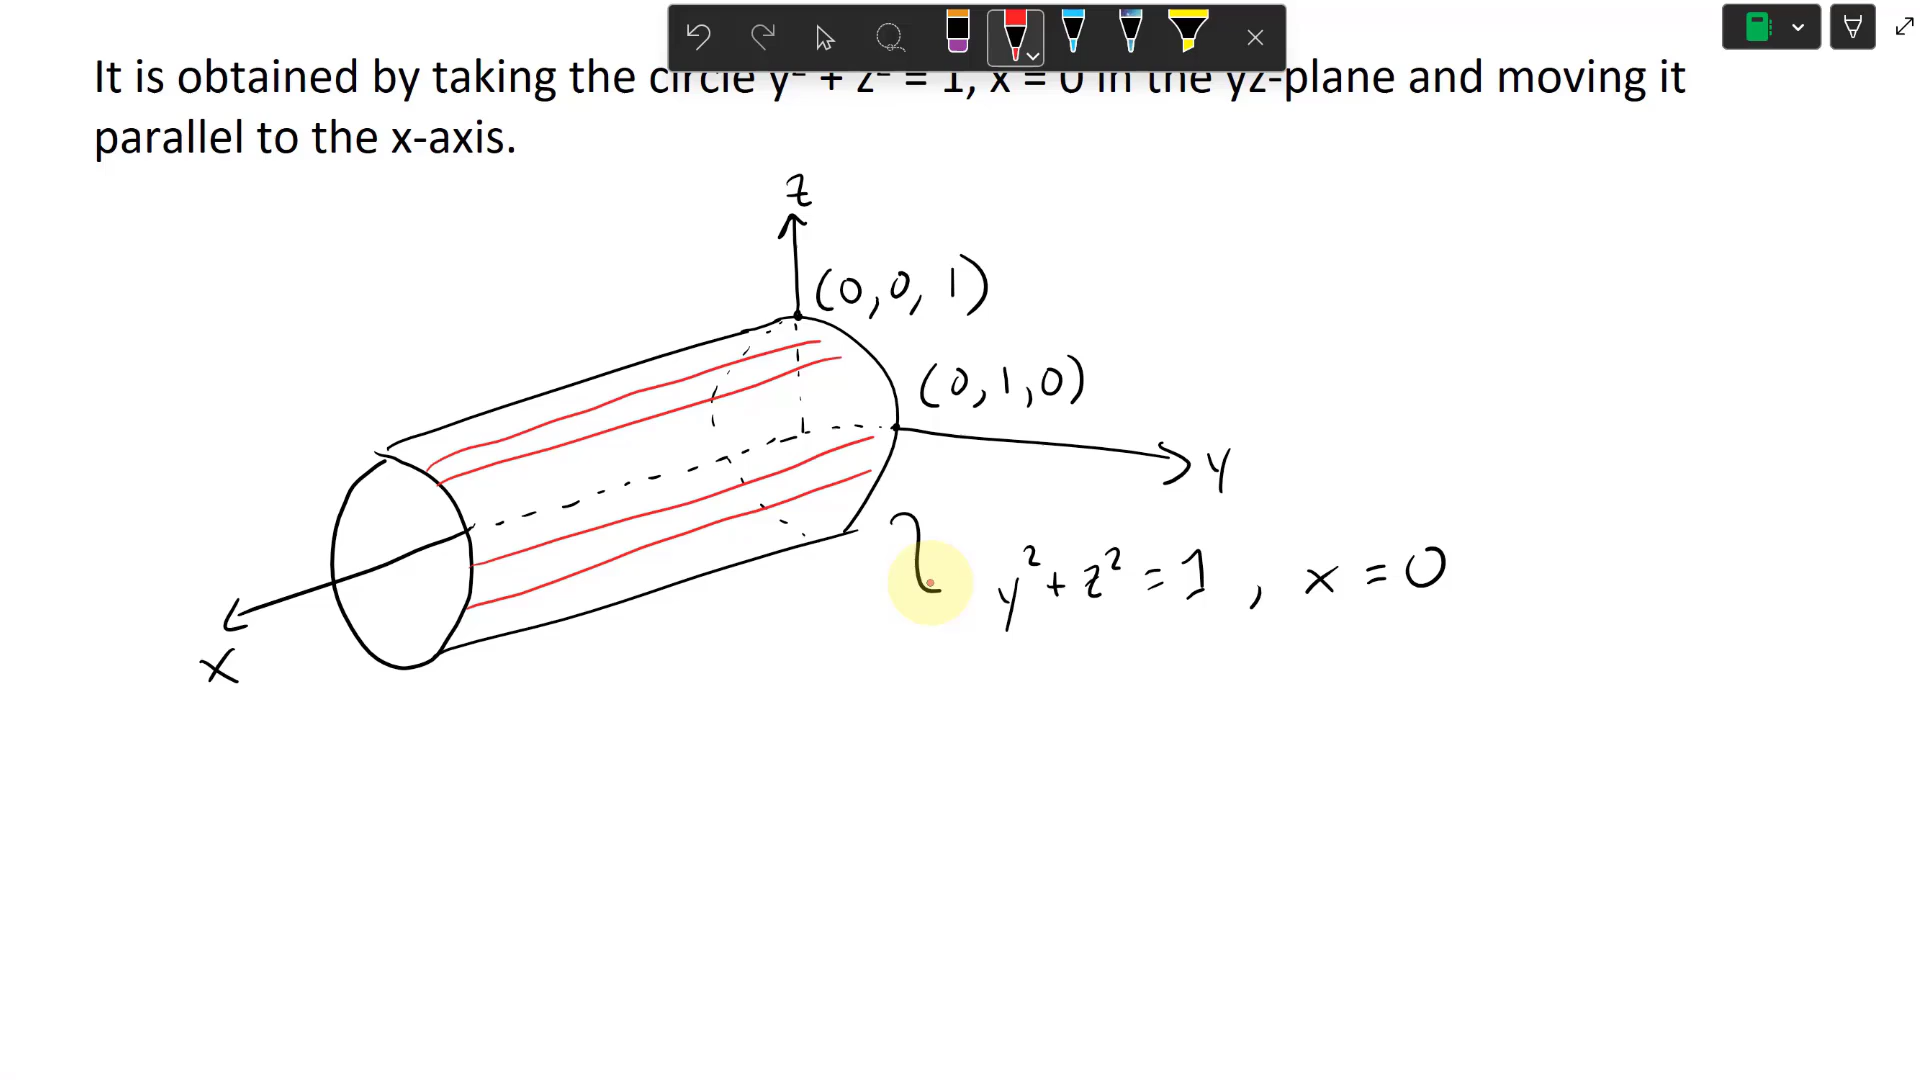 It is obtained by taking the circle y² + z² = 1, x = 0 in the yz-plane and moving it
parallel to the x-axis.
z
(0,0,1)
(0,1,0)
y
y² + z² = 1 , x = 0
x